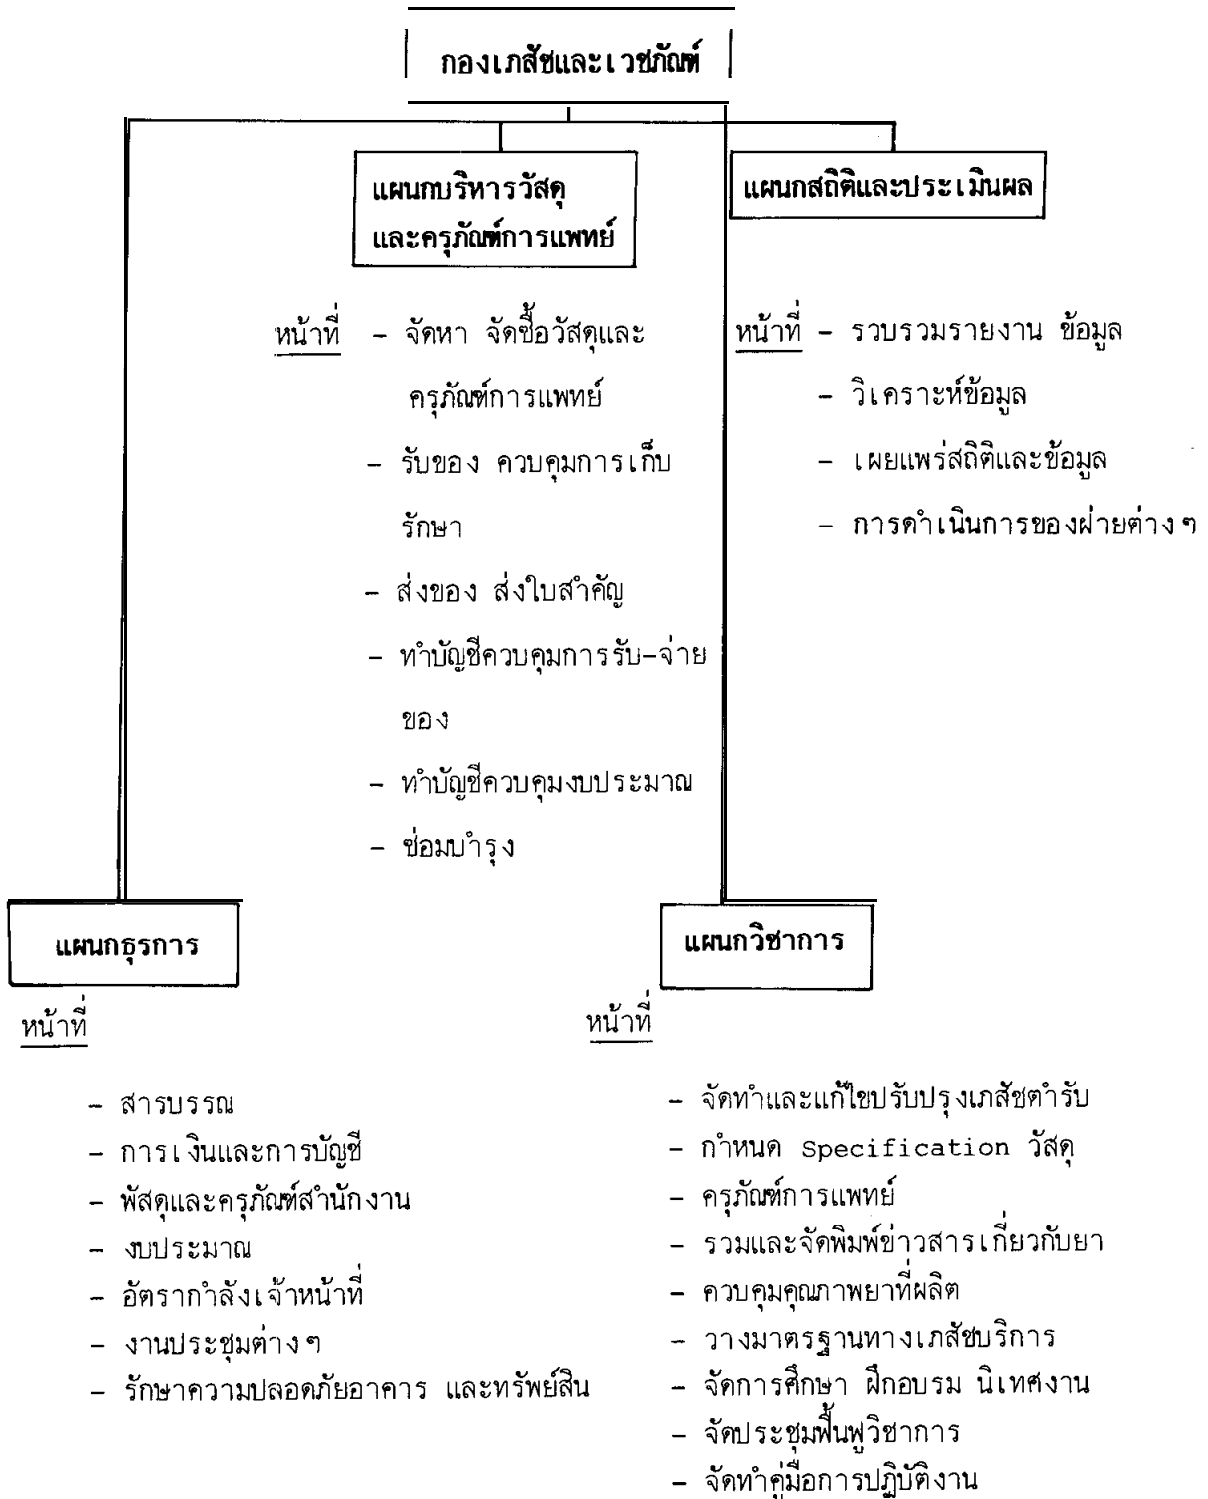 กองเภสัชและเวชภัณฑ์
แผนกบริหารวัสดุ
และครุภัณฑ์การแพทย์
หน้าที่ – จัดหา จัดซื้อวัสดุและ
ครุภัณฑ์การแพทย์
– รับของ ควบคุมการเก็บ
รักษา
– ส่งของ ส่งใบสำคัญ
– ทำบัญชีควบคุมการรับ–จ่าย
ของ
– ทำบัญชีควบคุมงบประมาณ
– ซ่อมบำรุง
แผนกสถิติและประเมินผล
หน้าที่ – รวบรวมรายงาน ข้อมูล
– วิเคราะห์ข้อมูล
– เผยแพร่สถิติและข้อมูล
– การดำเนินการของฝ่ายต่างๆ
แผนกธุรการ
หน้าที่
– สารบรรณ
– การเงินและการบัญชี
– พัสดุและครุภัณฑ์สำนักงาน
– งบประมาณ
– อัตรากำลังเจ้าหน้าที่
– งานประชุมต่างๆ
– รักษาความปลอดภัยอาคาร และทรัพย์สิน
แผนกวิชาการ
หน้าที่
– จัดทำและแก้ไขปรับปรุงเภสัชตำรับ
– กำหนด Specification วัสดุ
– ครุภัณฑ์การแพทย์
– รวมและจัดพิมพ์ข่าวสารเกี่ยวกับยา
– ควบคุมคุณภาพยาที่ผลิต
– วางมาตรฐานทางเภสัชบริการ
– จัดการศึกษา ฝึกอบรม นิเทศงาน
– จัดประชุมฟื้นฟูวิชาการ
– จัดทำคู่มือการปฏิบัติงาน